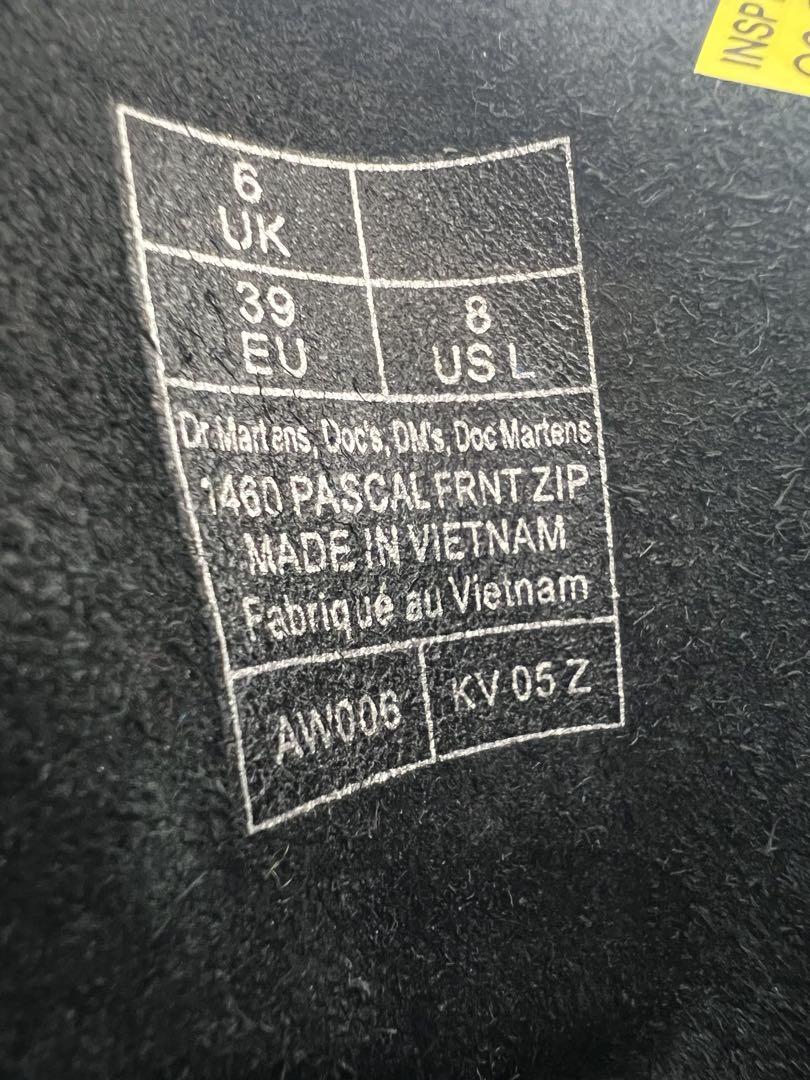 INSP
6
UK
39
EU
8
US L
Dr.Martens, Doc's, DM's, Doc Martens
1460 PASCAL FRNT ZIP
MADE IN VIETNAM
Fabriqué au Vietnam
AW006
KV 05 Z